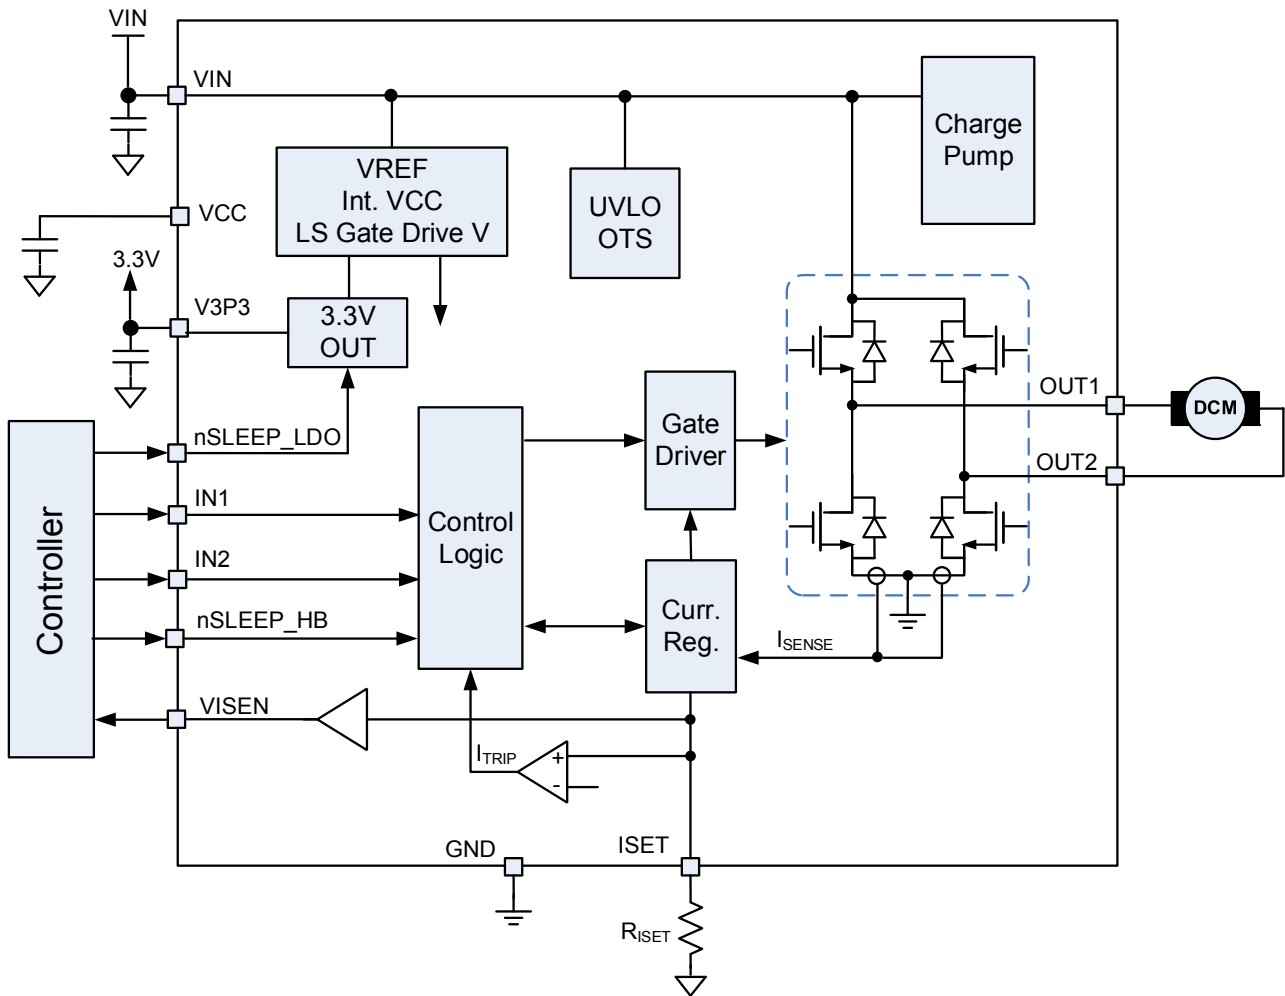 VIN
VIN
Charge
Pump
VREF
Int. VCC
LS Gate Drive V
UVLO
OTS
VCC
3.3V
V3P3
3.3V
OUT
OUT1
DCM
nSLEEP_LDO
Gate
Driver
OUT2
IN1
Control
Logic
Controller
IN2
Curr.
Reg.
nSLEEP_HB
ISENSE
VISEN
ITRIP
+
-
GND
ISET
RISET